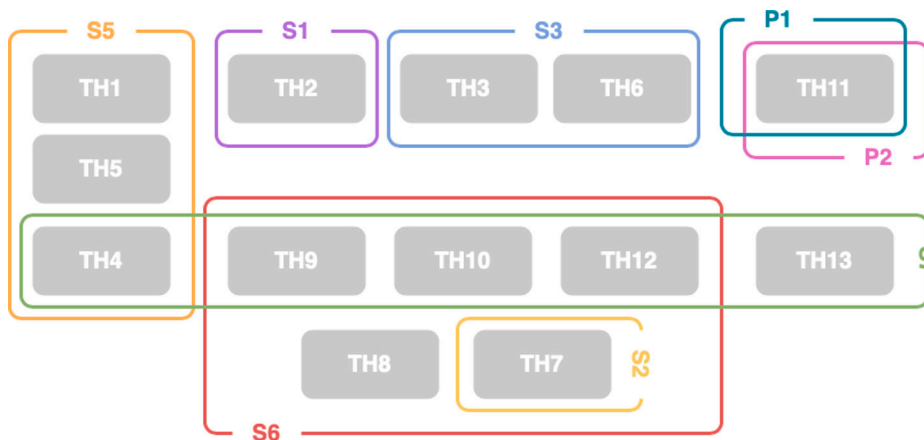 S5 S1 S3 P1
TH1 TH2 TH3 TH6 TH11
P2
TH5
TH4 TH9 TH10 TH12 TH13
TH8 TH7 S2
S6